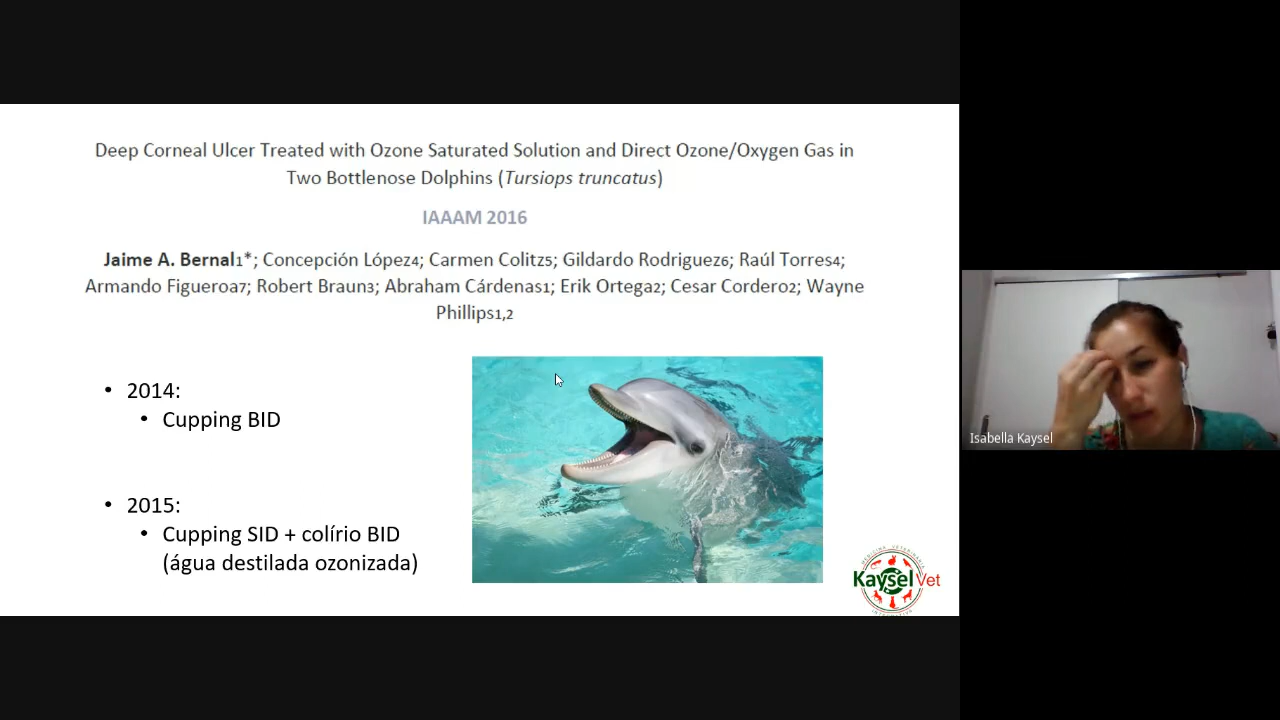 Deep Corneal Ulcer Treated with Ozone Saturated Solution and Direct Ozone/Oxygen Gas in
Two Bottlenose Dolphins (Tursiops truncatus)
IAAAM 2016
Jaime A. Bernal1*; Concepción López4; Carmen Colitz5; Gildardo Rodriguez6; Raúl Torres4;
Armando Figueroa7; Robert Braun3; Abraham Cárdenas1; Erik Ortega2; Cesar Cordero2; Wayne
Phillips1,2
• 2014:
• Cupping BID
• 2015:
• Cupping SID + colírio BID
(água destilada ozonizada)
Kaysel Vet
Isabella Kaysel